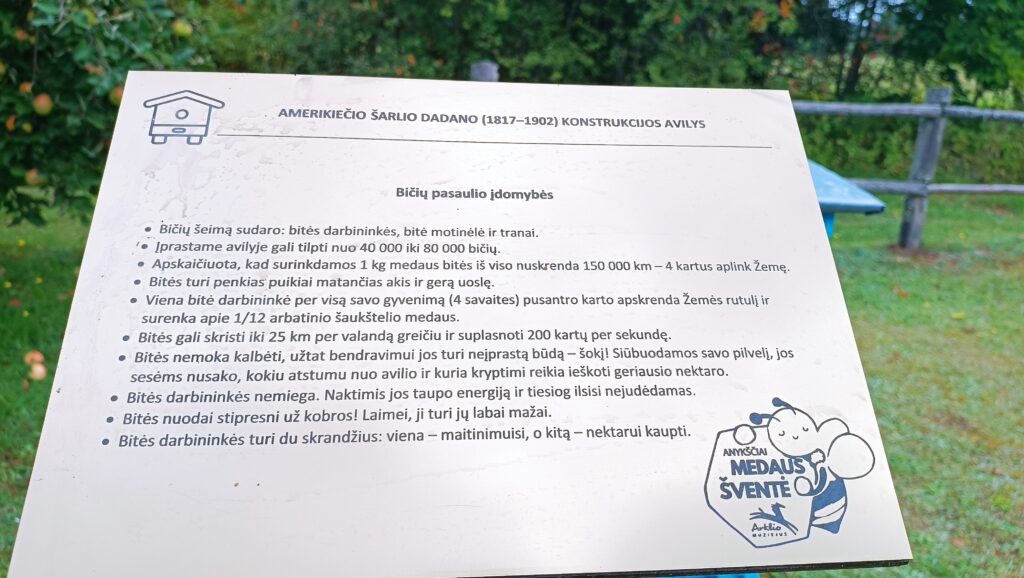 AMERIKIEČIO ŠARLIO DADANO (1817–1902) KONSTRUKCIJOS AVILYS
Bičių pasaulio įdomybės
• Bičių šeimą sudaro: bitės darbininkės, bitė motinėlė ir tranai.
• Įprastame avilyje gali tilpti nuo 40 000 iki 80 000 bičių.
• Apskaičiuota, kad surinkdamos 1 kg medaus bitės iš viso nuskrenda 150 000 km – 4 kartus aplink Žemę.
• Bitės turi penkias puikiai matančias akis ir gerą uoslę.
• Viena bitė darbininkė per visą savo gyvenimą (4 savaites) pusantro karto apskrenda Žemės rutulį ir
surenka apie 1/12 arbatinio šaukštelio medaus.
• Bitės gali skristi iki 25 km per valandą greičiu ir suplasnoti 200 kartų per sekundę.
• Bitės nemoka kalbėti, užtat bendravimui jos turi neįprastą būdą – šokį! Siūbuodamos savo pilvelį, jos
sesėms nusako, kokiu atstumu nuo avilio ir kuria kryptimi reikia ieškoti geriausio nektaro.
• Bitės darbininkės nemiega. Naktimis jos taupo energiją ir tiesiog ilsisi nejudėdamas.
• Bitės nuodai stipresni už kobros! Laimei, ji turi jų labai mažai.
• Bitės darbininkės turi du skrandžius: viena – maitinimuisi, o kitą – nektarui kaupti.
ANYKŠČIAI
MEDAUS
ŠVENTĖ
Arklio
MUZIEJUS